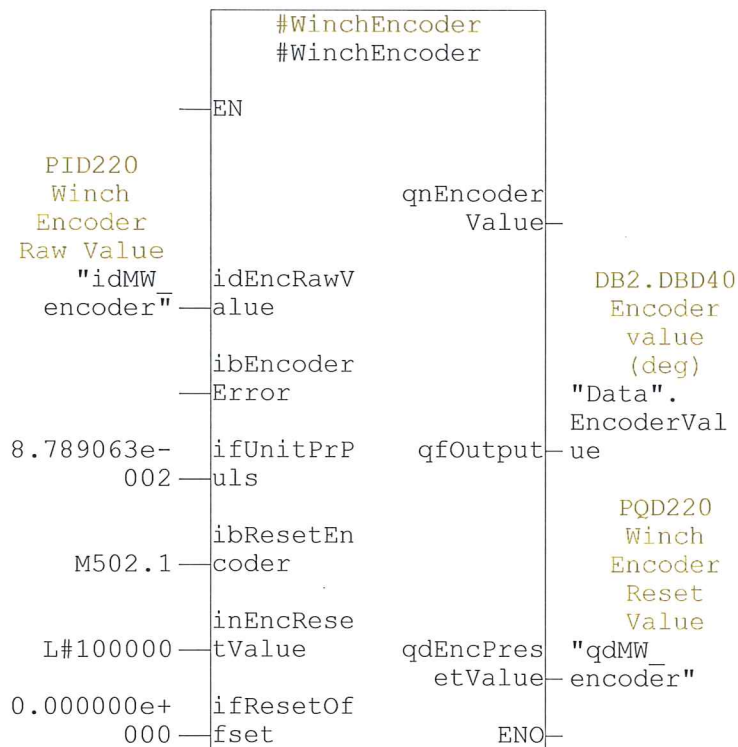 #WinchEncoder
#WinchEncoder
EN
PID220
Winch
Encoder
Raw Value
"idMW_
encoder"
idEncRawV
alue
qnEncoder
Value
ibEncoder
Error
DB2.DBD40
Encoder
value
(deg)
"Data".
EncoderVal
ue
8.789063e-
002
ifUnitPrP
uls
qfOutput
M502.1
ibResetEn
coder
PQD220
Winch
Encoder
Reset
Value
L#100000
inEncRese
tValue
qdEncPres
etValue
"qdMW_
encoder"
0.000000e+
000
ifResetOf
fset
ENO